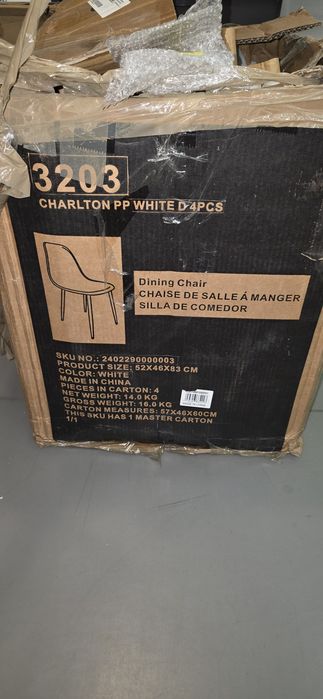 3203
CHARLTON PP WHITE D 4PCS
Dining Chair
CHAISE DE SALLE Á MANGER
SILLA DE COMEDOR
SKU NO.: 2402290000003
PRODUCT SIZE: 52X46X83 CM
COLOR: WHITE
MADE IN CHINA
PIECES IN CARTON: 4
NET WEIGHT: 14.0 KG
GROSS WEIGHT: 16.0 KG
CARTON MEASURES: 57X46X60CM
THIS SKU HAS 1 MASTER CARTON
1/1